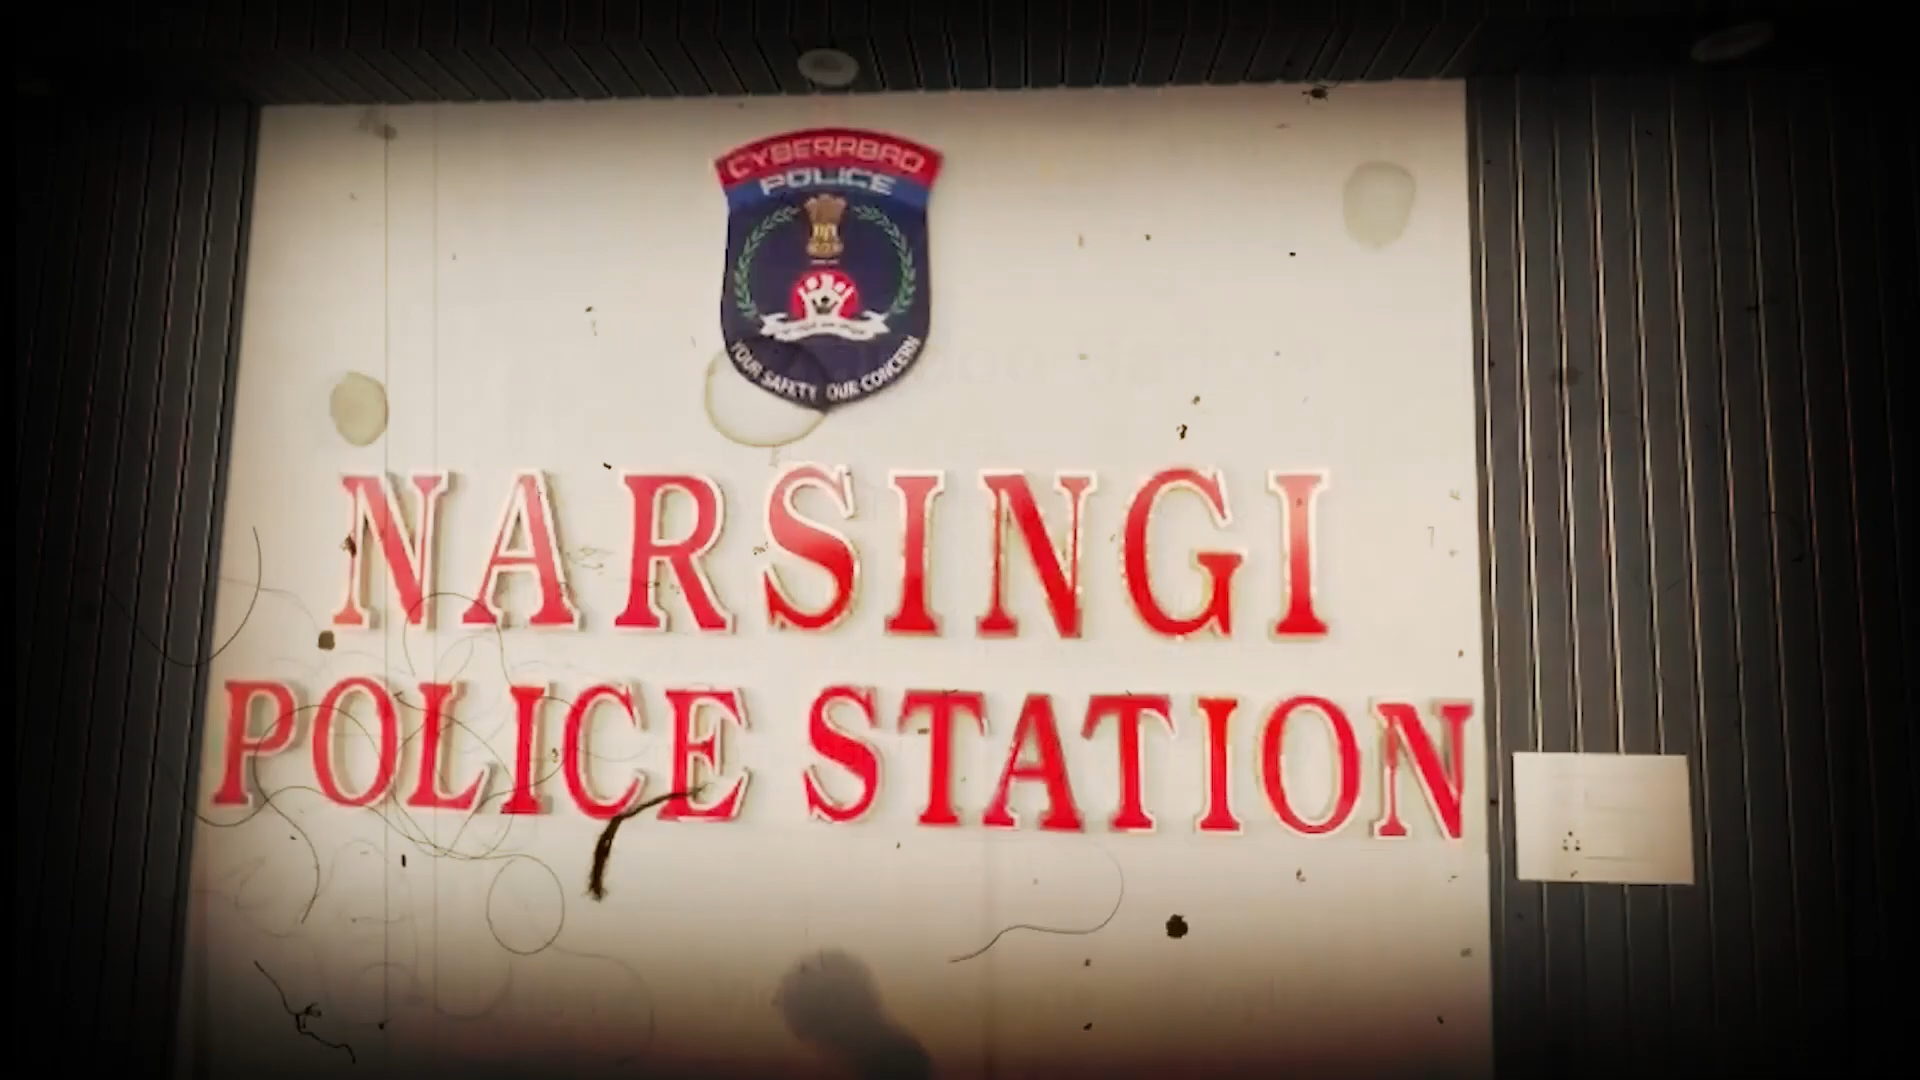 CYBERABAD
POLICE
YOUR SAFETY OUR CONCERN
NARSINGI
POLICE STATION